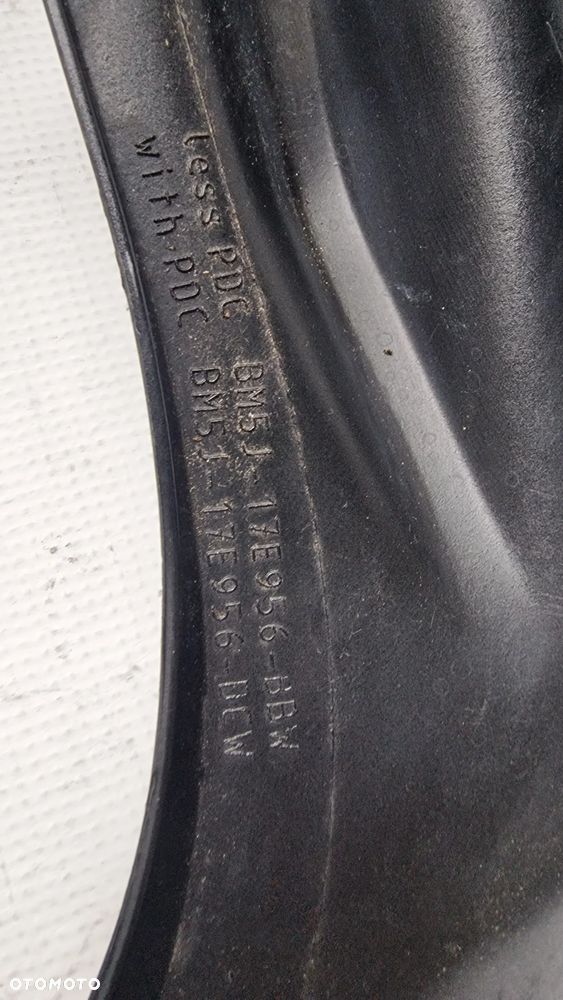 less PDC BM5J-17E956-BBW
with PDC BM5J-17E956-DCW
OTOMOTO